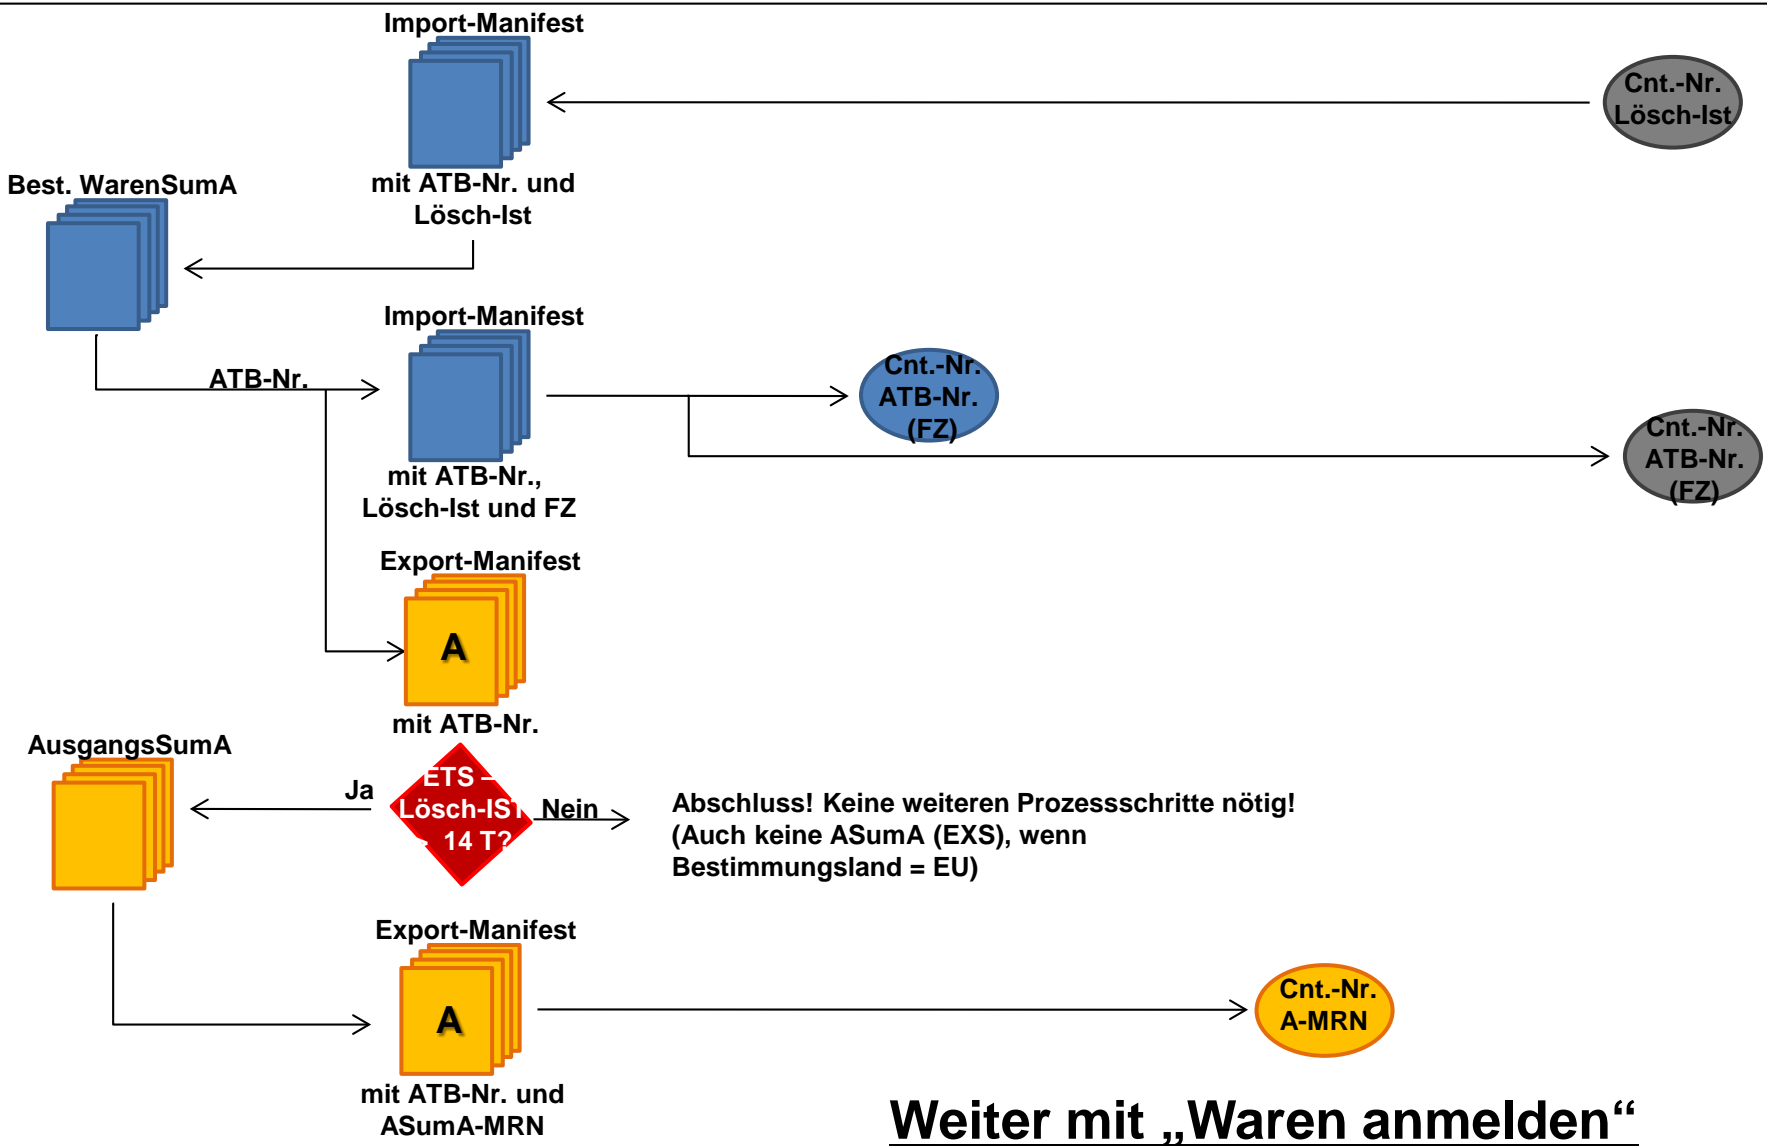 Import-Manifest
Cnt.-Nr.
Lösch-Ist
mit ATB-Nr. und
Lösch-Ist
Best. WarenSumA
Import-Manifest
ATB-Nr.
Cnt.-Nr.
ATB-Nr.
(FZ)
Cnt.-Nr.
ATB-Nr.
(FZ)
mit ATB-Nr.,
Lösch-Ist und FZ
Export-Manifest
A
mit ATB-Nr.
AusgangsSumA
Ja
ETS –
Lösch-IST
> 14 T?
Nein
Abschluss! Keine weiteren Prozessschritte nötig!
(Auch keine ASumA (EXS), wenn
Bestimmungsland = EU)
Export-Manifest
A
Cnt.-Nr.
A-MRN
mit ATB-Nr. und
ASumA-MRN
Weiter mit „Waren anmelden“